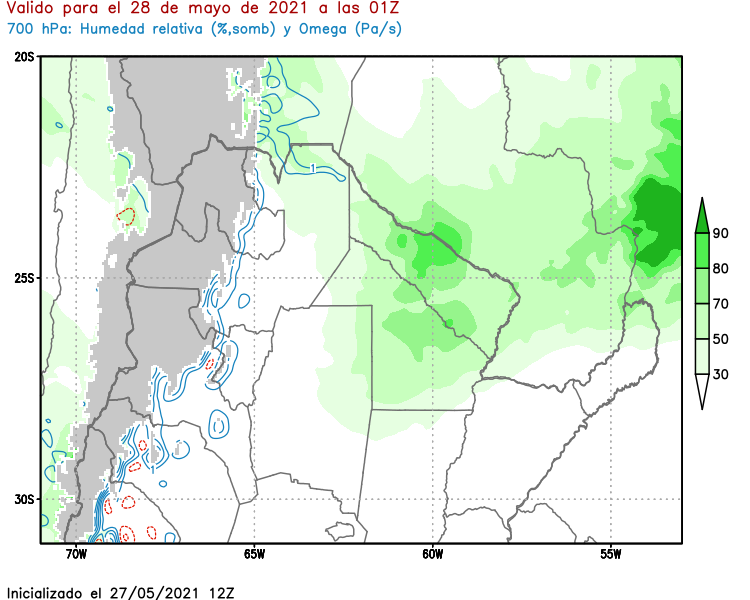 Valido para el 28 de mayo de 2021 a las 01Z
700 hPa: Humedad relativa (%,somb) y Omega (Pa/s)
20S
1
90
80
25S
70
50
30
30S
70W 65W 60W 55W
Inicializado el 27/05/2021 12Z